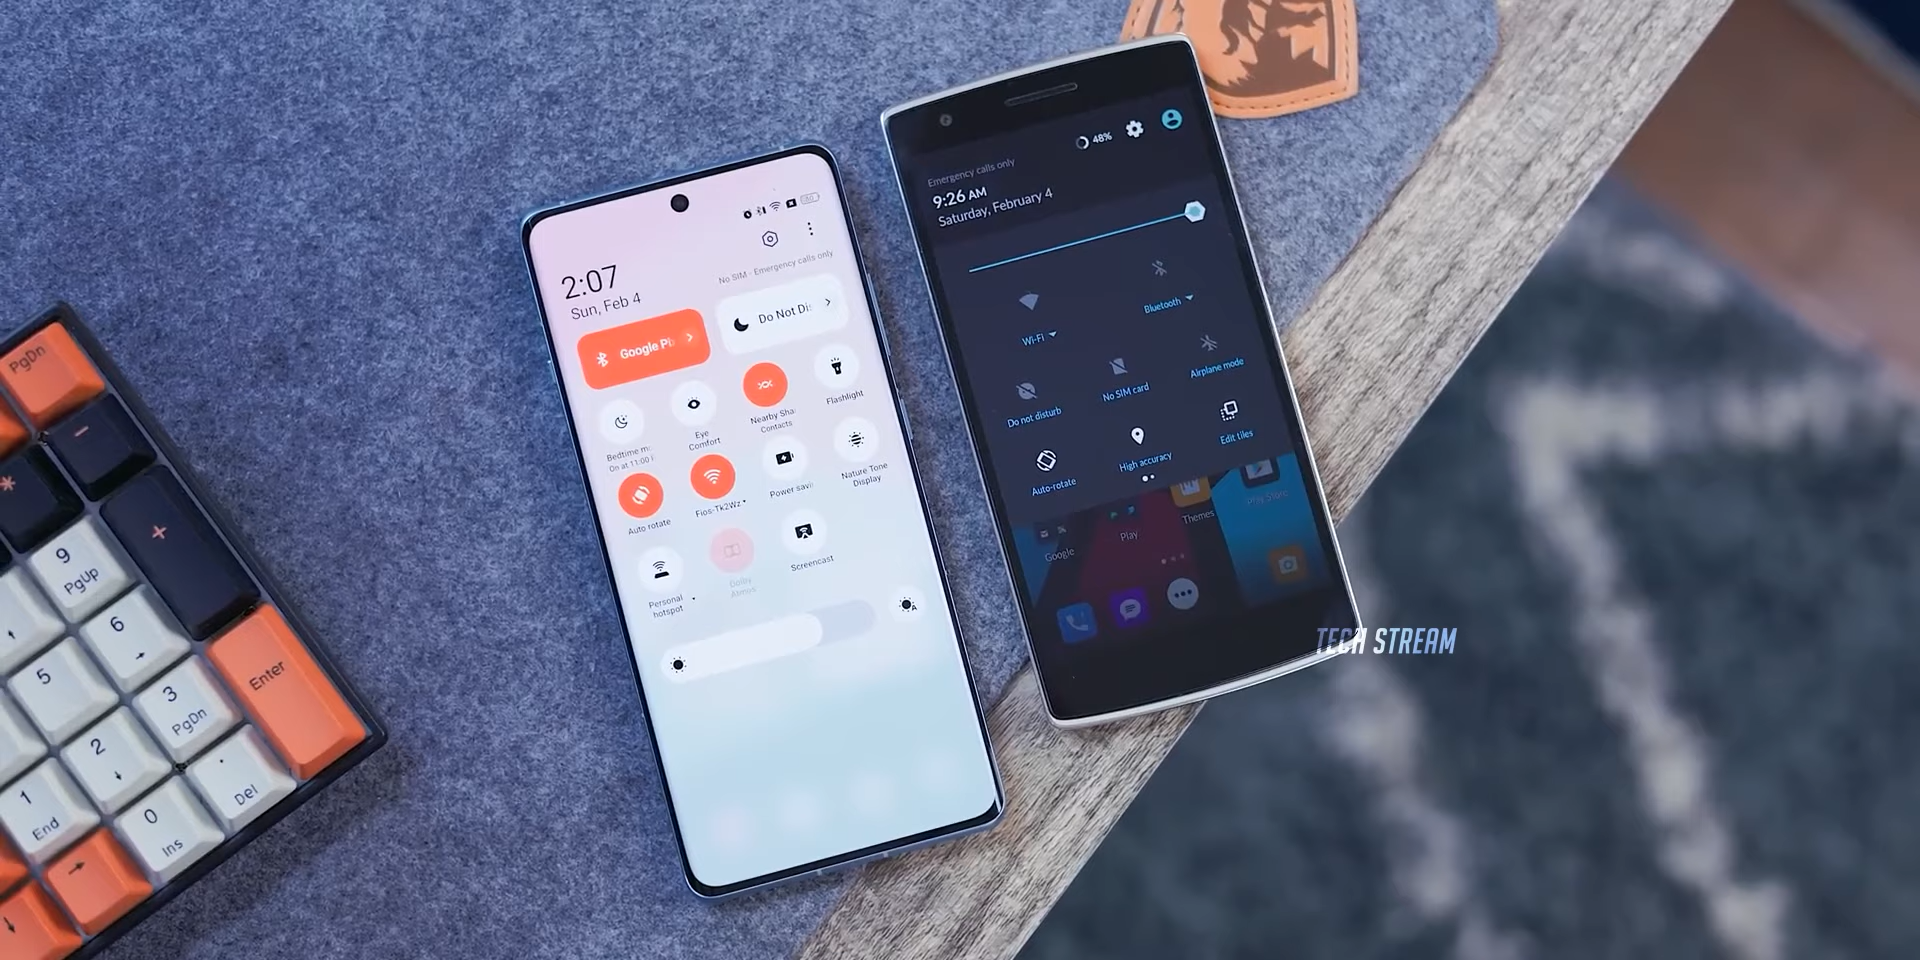 PgDn
-
*
+
9
PgUp
6
5
Enter
3
PgDn
2
1
End
0
Ins
.
Del
2:07
Sun, Feb 4
No SIM - Emergency calls only
Google Pi
Do Not Di
Bedtime m
On at 11:00
Eye
Comfort
Nearby Sha
Contacts
Flashlight
Auto rotate
Fios-Tk2Wz
Power savi
Nature Tone
Display
Personal
hotspot
Dolby
Atmos
Screencast
48%
Emergency calls only
9:26 AM
Saturday, February 4
Wi-Fi
Bluetooth
Do not disturb
No SIM card
Airplane mode
Auto-rotate
High accuracy
Edit tiles
Google
Play
Themes
Play Store
TECH STREAM